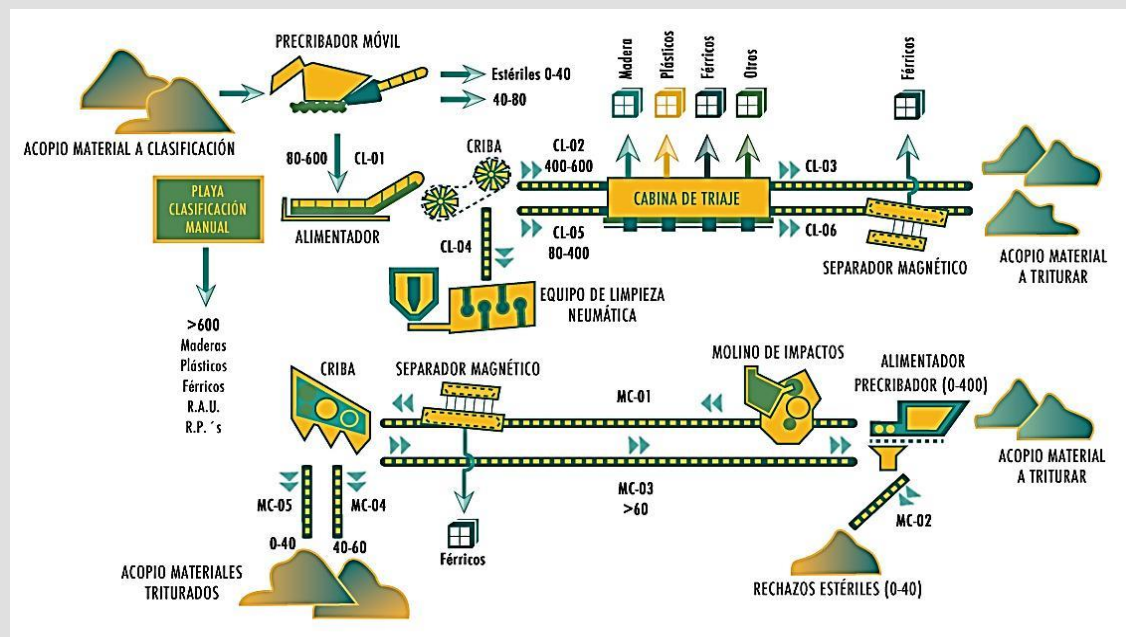 PRECRIBADOR MÓVIL
Estériles 0-40
40-80
ACOPIO MATERIAL A CLASIFICACIÓN
80-600
CL-01
PLAYA
CLASIFICACIÓN
MANUAL
ALIMENTADOR
CRIBA
CL-02
400-600
CL-04
CL-05
80-400
Madera
Plásticos
Férricos
Otros
CABINA DE TRIAJE
Férricos
CL-03
CL-06
SEPARADOR MAGNÉTICO
ACOPIO MATERIAL
A TRITURAR
EQUIPO DE LIMPIEZA
NEUMÁTICA
>600
Maderas
Plásticos
Férricos
R.A.U.
R.P. ´s
CRIBA
SEPARADOR MAGNÉTICO
MOLINO DE IMPACTOS
ALIMENTADOR
PRECRIBADOR (0-400)
MC-01
MC-03
>60
ACOPIO MATERIAL
A TRITURAR
MC-05
MC-04
MC-02
0-40
40-60
Férricos
ACOPIO MATERIALES
TRITURADOS
RECHAZOS ESTÉRILES (0-40)